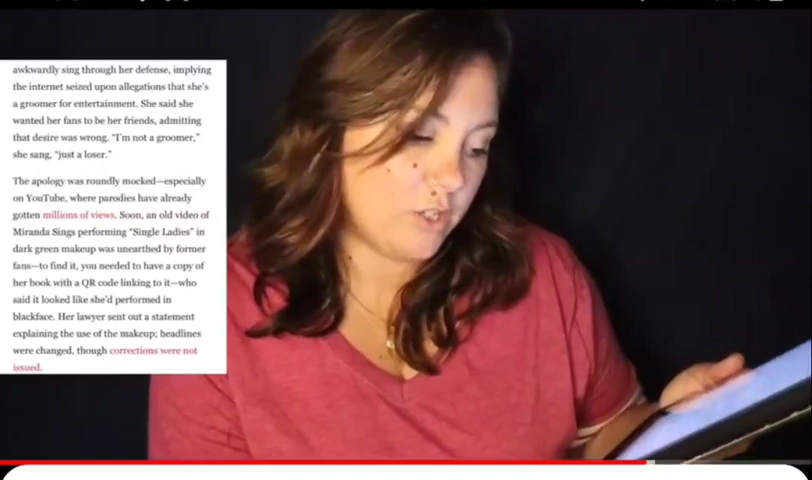 awkwardly sing through her defense, implying
the internet seized upon allegations that she's
a groomer for entertainment. She said she
wanted her fans to be her friends, admitting
that desire was wrong. “I'm not a groomer,”
she sang, “just a loser.”
The apology was roundly mocked—especially
on YouTube, where parodies have already
gotten millions of views. Soon, an old video of
Miranda Sings performing “Single Ladies” in
dark green makeup was unearthed by former
fans—to find it, you needed to have a copy of
her book with a QR code linking to it—who
said it looked like she'd performed in
blackface. Her lawyer sent out a statement
explaining the use of the makeup; headlines
were changed, though corrections were not
issued.